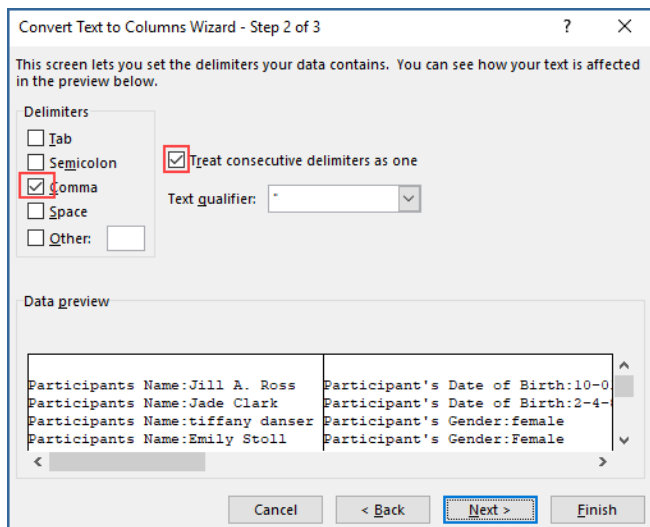 Convert Text to Columns Wizard - Step 2 of 3 ?
This screen lets you set the delimiters your data contains. You can see how your text is affected
in the preview below.
Delimiters
Tab
Semicolon
Comma
Space
Other:
Treat consecutive delimiters as one
Text qualifier: "
Data preview
Participants Name:Jill A. Ross Participant's Date of Birth:10-0
Participants Name:Jade Clark Participant's Date of Birth:2-4-
Participants Name:tiffany danser Participant's Gender:female
Participants Name:Emily Stoll Participant's Gender:Female
Cancel < Back Next > Finish